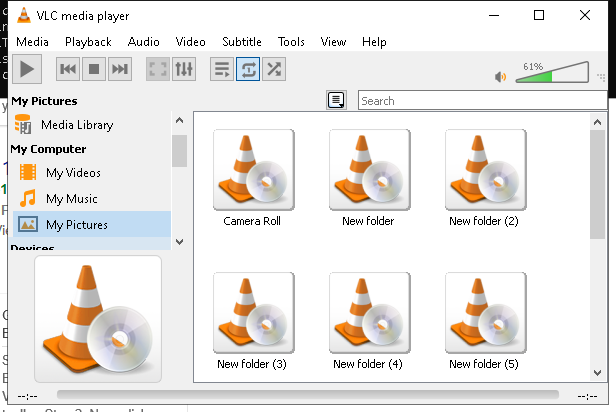 VLC media player
Media Playback Audio Video Subtitle Tools View Help
61%
My Pictures
Search
Media Library
My Computer
My Videos
My Music
My Pictures
Devices
Camera Roll New folder New folder (2)
New folder (3) New folder (4) New folder (5)
--:-- --:--